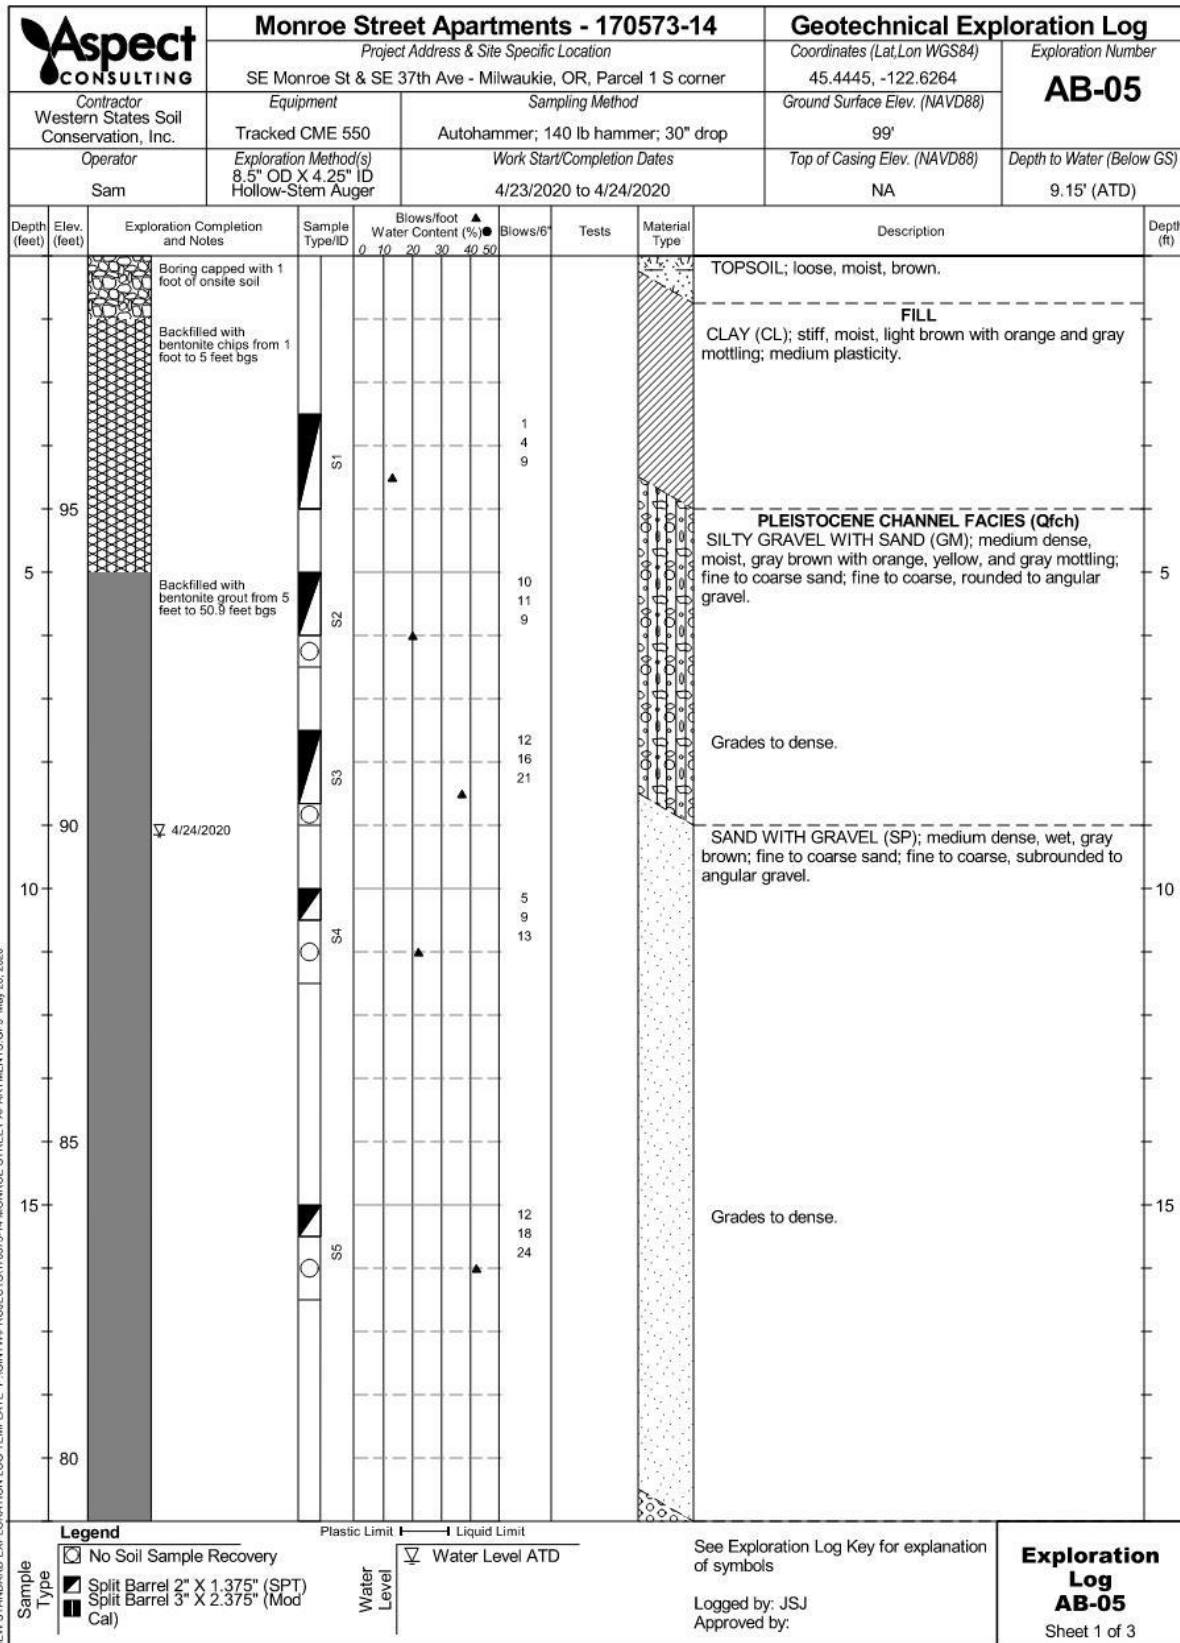 Aspect
CONSULTING
Monroe Street Apartments - 170573-14
Geotechnical Exploration Log
Project Address & Site Specific Location
Coordinates (Lat,Lon WGS84)
Exploration Number
SE Monroe St & SE 37th Ave - Milwaukie, OR, Parcel 1 S corner
45.4445, -122.6264
AB-05
Contractor
Equipment
Sampling Method
Ground Surface Elev. (NAVD88)
Western States Soil
Conservation, Inc.
Tracked CME 550
Autohammer; 140 lb hammer; 30" drop
99'
Operator
Exploration Method(s)
Work Start/Completion Dates
Top of Casing Elev. (NAVD88)
Depth to Water (Below GS)
Sam
8.5" OD X 4.25" ID
Hollow-Stem Auger
4/23/2020 to 4/24/2020
NA
9.15' (ATD)
Depth
(feet)
Elev.
(feet)
Exploration Completion
and Notes
Sample
Type/ID
Blows/foot ▲
Water Content (%)●
0 10 20 30 40 50
Blows/6"
Tests
Material
Type
Description
Depth
(ft)
Boring capped with 1
foot of onsite soil
TOPSOIL; loose, moist, brown.
Backfilled with
bentonite chips from 1
foot to 5 feet bgs
FILL
CLAY (CL); stiff, moist, light brown with orange and gray
mottling; medium plasticity.
S1
1
4
9
95
PLEISTOCENE CHANNEL FACIES (Qfch)
SILTY GRAVEL WITH SAND (GM); medium dense,
moist, gray brown with orange, yellow, and gray mottling;
fine to coarse sand; fine to coarse, rounded to angular
gravel.
5
5
Backfilled with
bentonite grout from 5
feet to 50.9 feet bgs
S2
10
11
9
S3
12
16
21
Grades to dense.
90
4/24/2020
SAND WITH GRAVEL (SP); medium dense, wet, gray
brown; fine to coarse sand; fine to coarse, subrounded to
angular gravel.
10
10
S4
5
9
13
85
15
15
S5
12
18
24
Grades to dense.
80
Legend
Sample
Type
No Soil Sample Recovery
Split Barrel 2" X 1.375" (SPT)
Split Barrel 3" X 2.375" (Mod
Cal)
Plastic Limit
Liquid Limit
Water
Level
Water Level ATD
See Exploration Log Key for explanation
of symbols
Logged by: JSJ
Approved by:
Exploration
Log
AB-05
Sheet 1 of 3